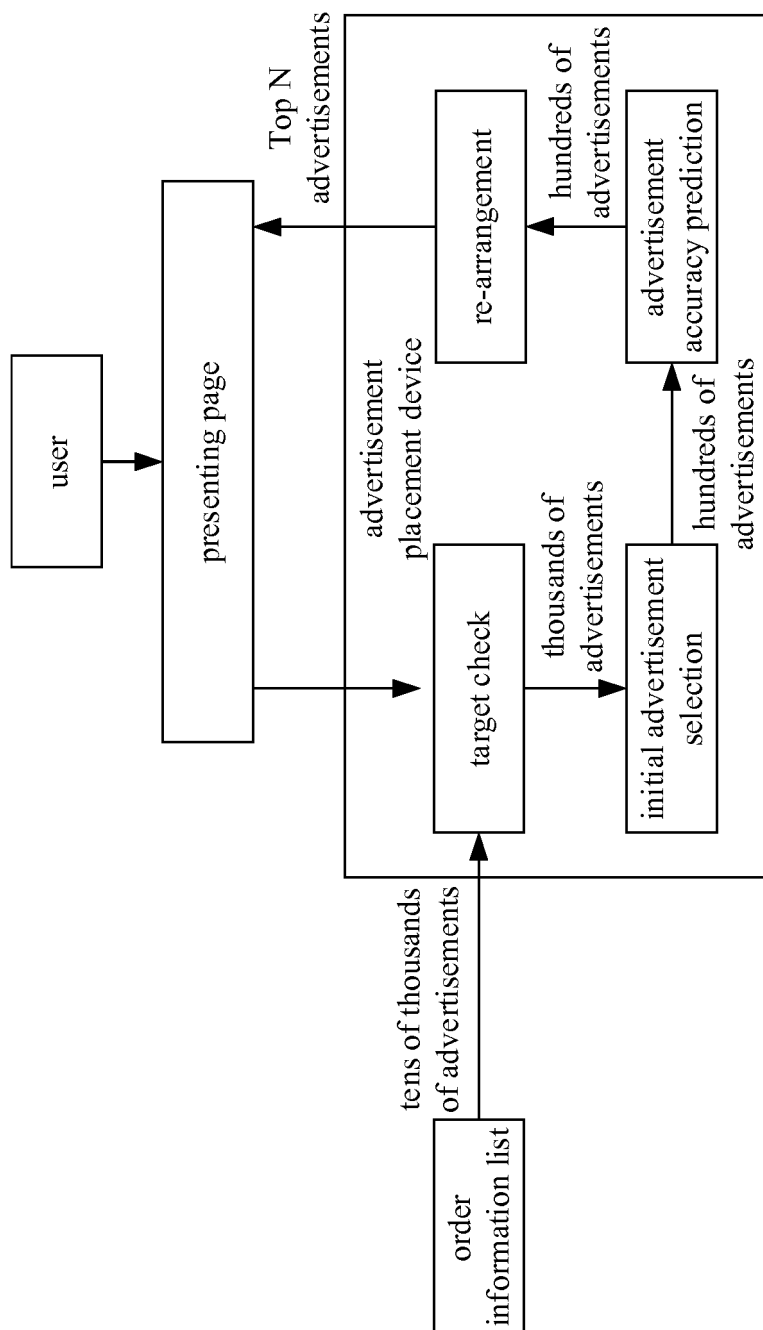 user
presenting page
Top N
advertisements
advertisement
placement device
tens of thousands
of advertisements
order
information list
target check
re-arrangement
thousands of
advertisements
hundreds of
advertisements
initial advertisement
selection
hundreds of
advertisements
advertisement
accuracy prediction